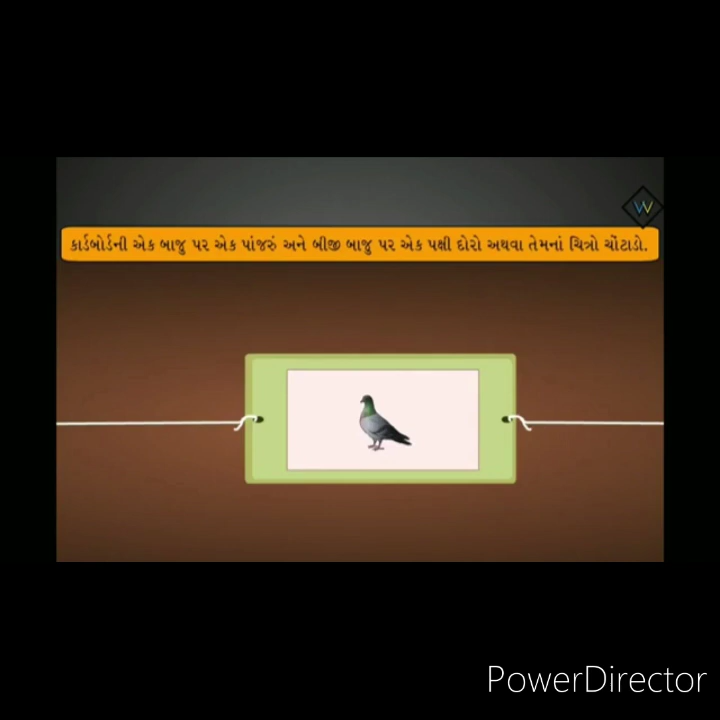 કાર્ડબોર્ડની એક બાજુ પર એક પાંજરું અને બીજી બાજુ પર એક પક્ષી દોરો અથવા તેમનાં ચિત્રો ચોંટાડો.
PowerDirector